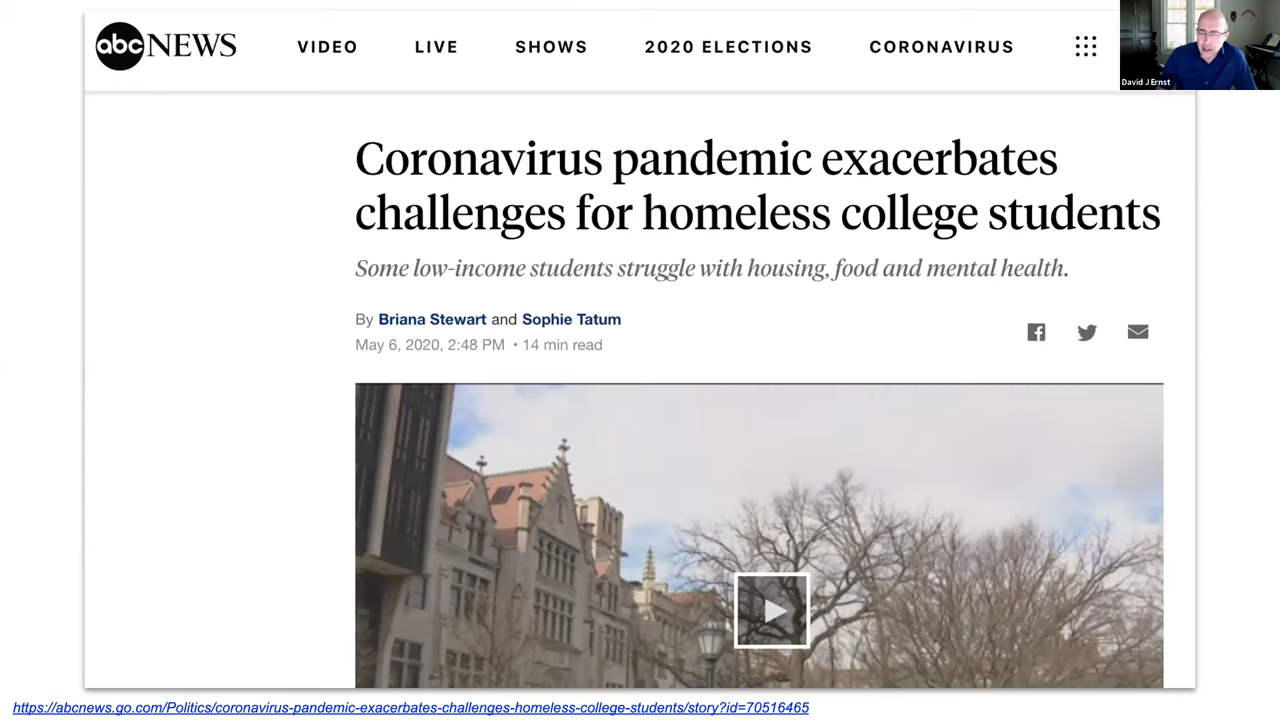 abc NEWS VIDEO LIVE SHOWS 2020 ELECTIONS CORONAVIRUS
David J Ernst
Coronavirus pandemic exacerbates
challenges for homeless college students
Some low-income students struggle with housing, food and mental health.
By Briana Stewart and Sophie Tatum
May 6, 2020, 2:48 PM • 14 min read
https://abcnews.go.com/Politics/coronavirus-pandemic-exacerbates-challenges-homeless-college-students/story?id=70516465